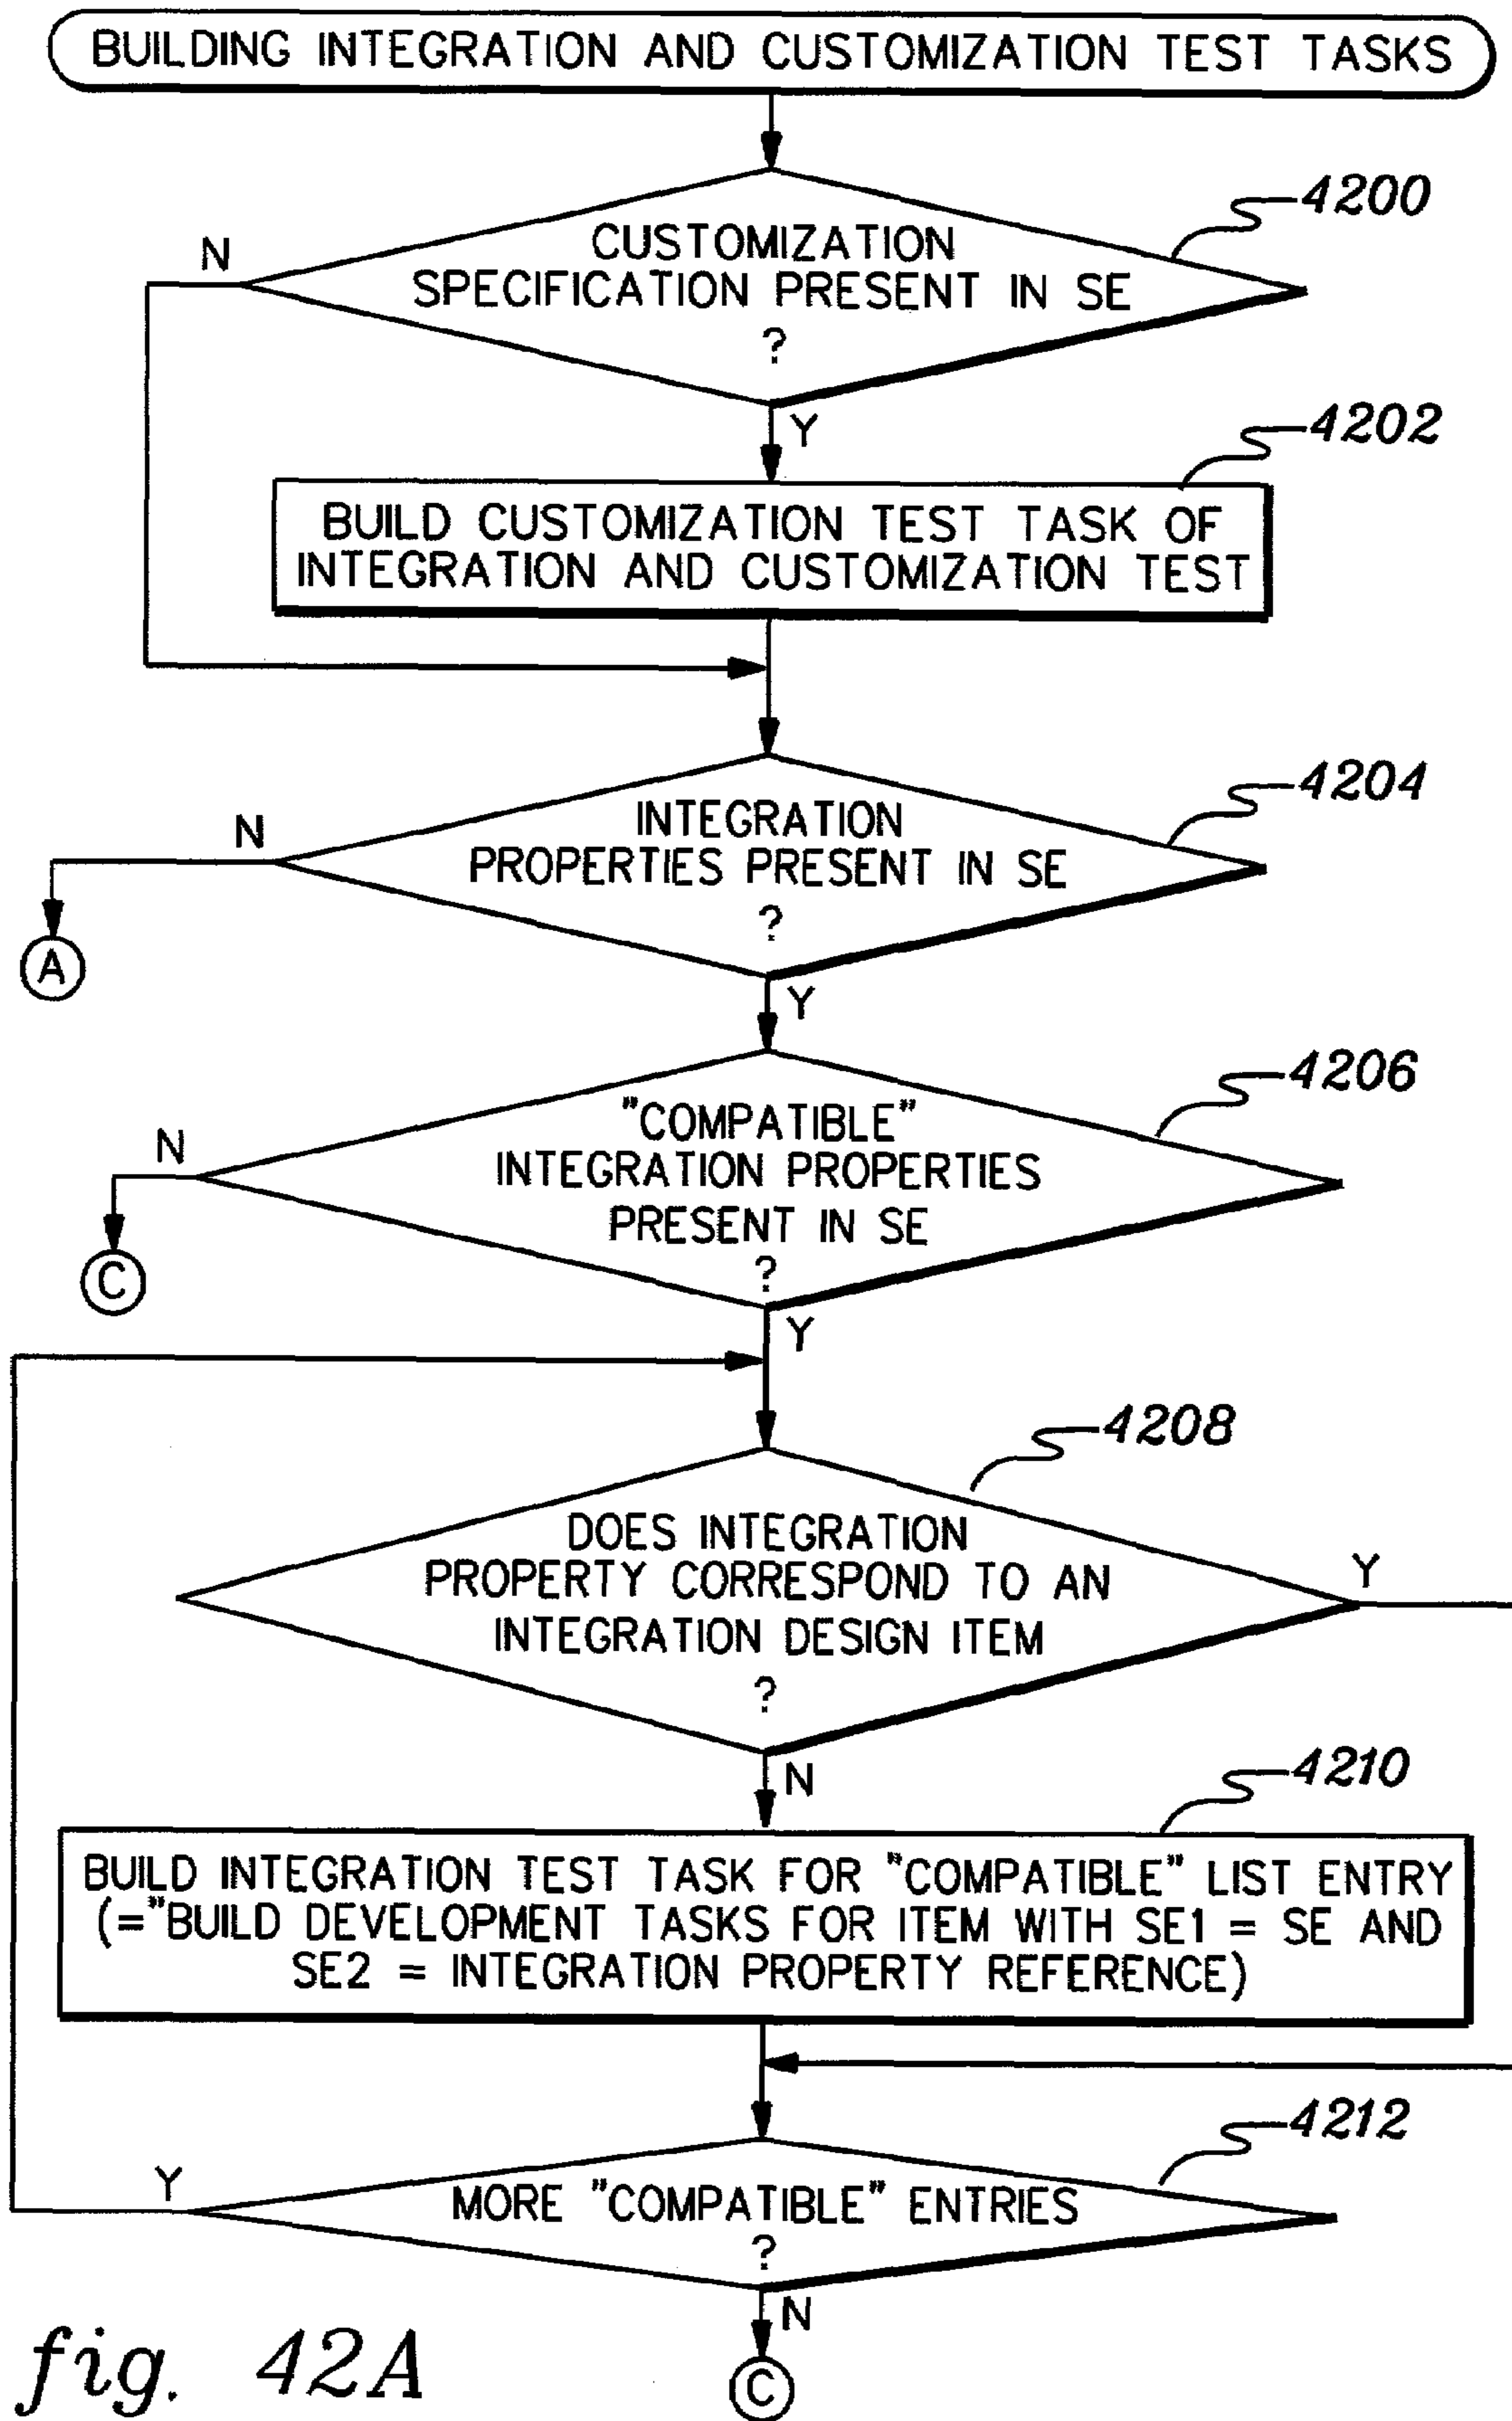 BUILDING INTEGRATION AND CUSTOMIZATION TEST TASKS
4200
N
CUSTOMIZATION
SPECIFICATION PRESENT IN SE
?
Y
4202
BUILD CUSTOMIZATION TEST TASK OF
INTEGRATION AND CUSTOMIZATION TEST
4204
N
INTEGRATION
PROPERTIES PRESENT IN SE
?
A
Y
4206
N
"COMPATIBLE"
INTEGRATION PROPERTIES
PRESENT IN SE
?
C
Y
4208
DOES INTEGRATION
PROPERTY CORRESPOND TO AN
INTEGRATION DESIGN ITEM
?
Y
N
4210
BUILD INTEGRATION TEST TASK FOR "COMPATIBLE" LIST ENTRY
(="BUILD DEVELOPMENT TASKS FOR ITEM WITH SE1 = SE AND
SE2 = INTEGRATION PROPERTY REFERENCE)
4212
Y
MORE "COMPATIBLE" ENTRIES
?
N
C
fig. 42A